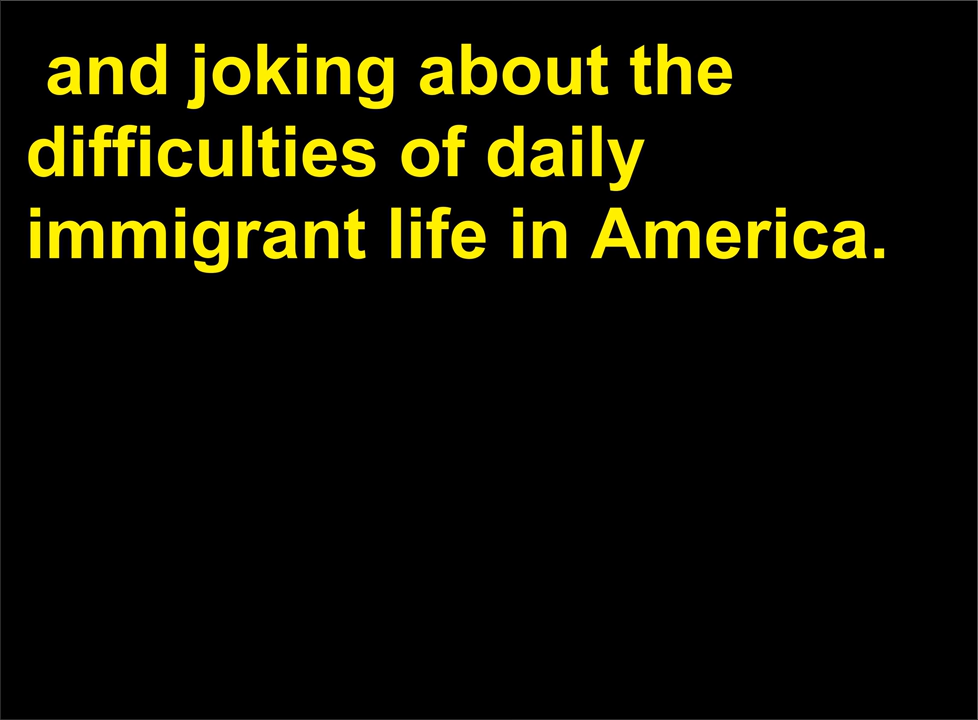 and joking about the
difficulties of daily
immigrant life in America.